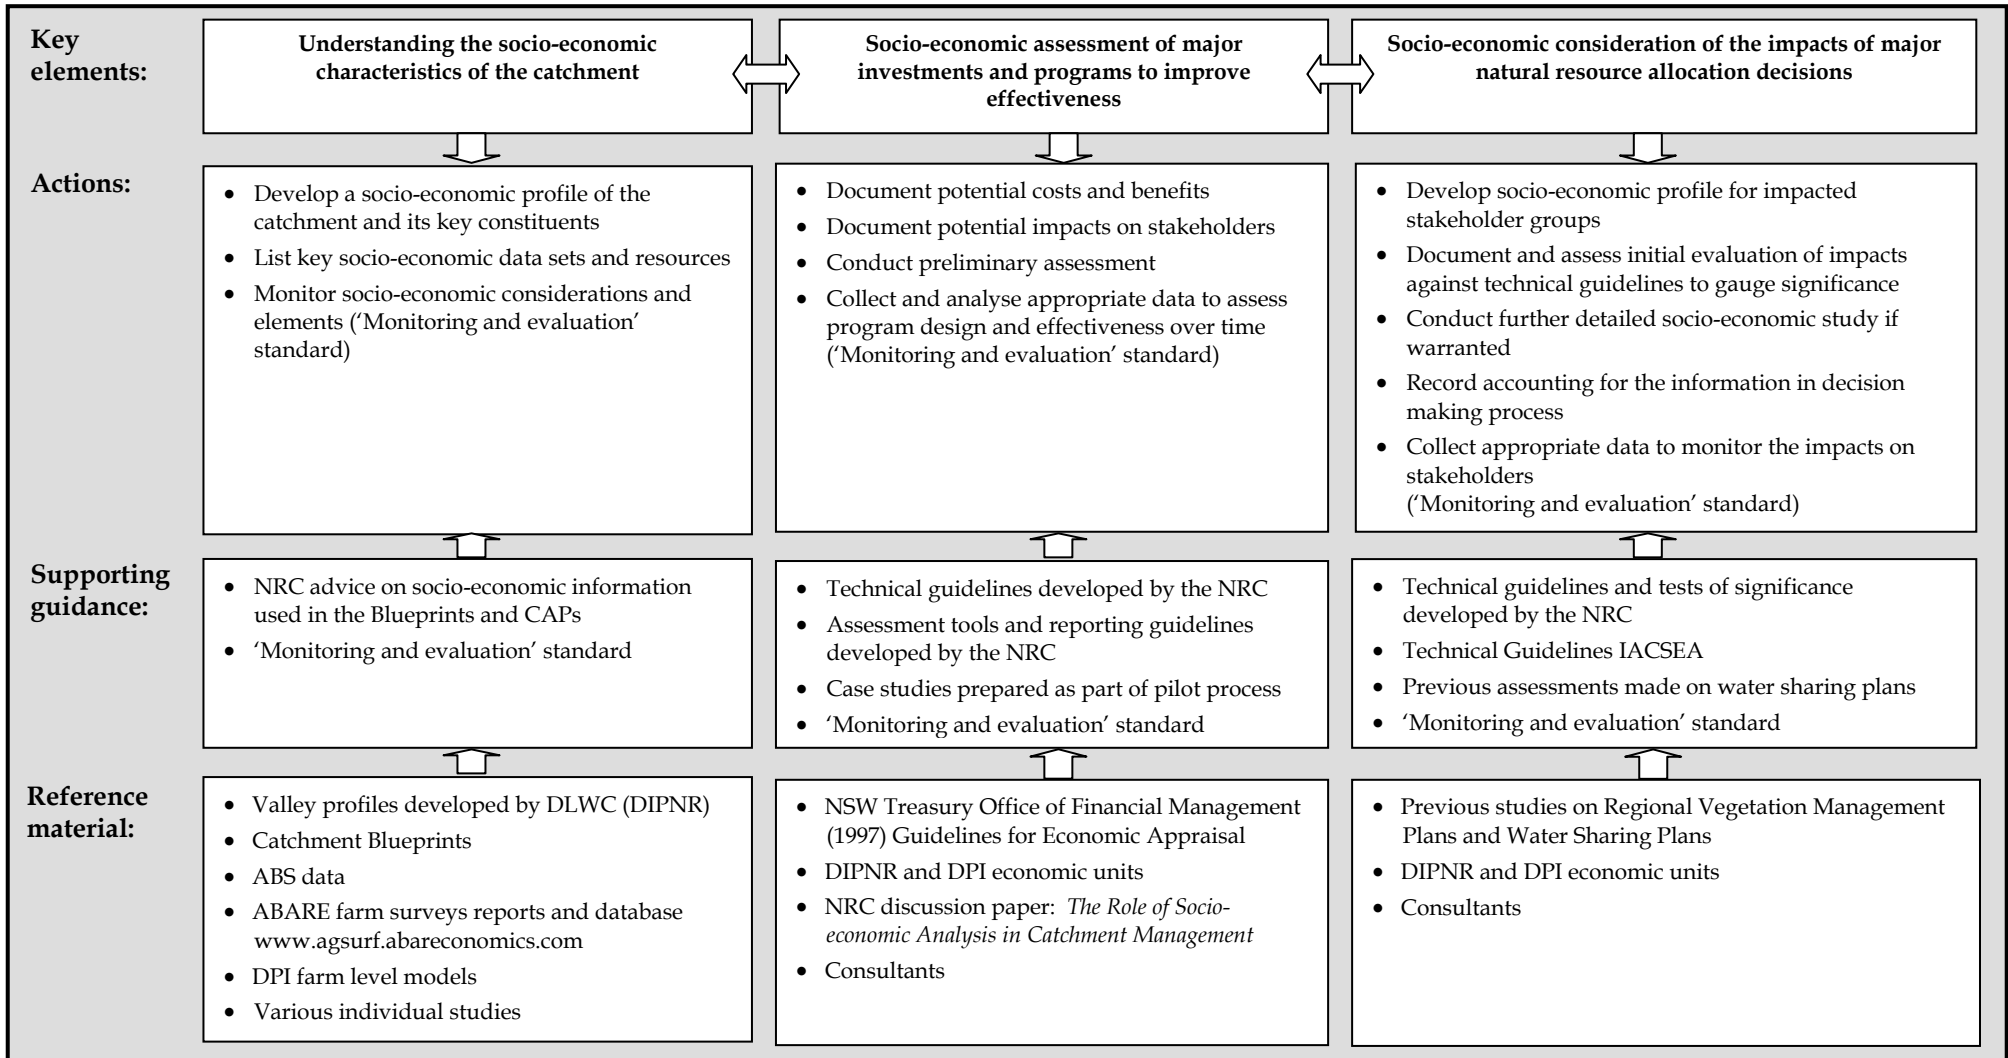 Key
elements:
Understanding the socio-economic
characteristics of the catchment
Socio-economic assessment of major
investments and programs to improve
effectiveness
Socio-economic consideration of the impacts of major
natural resource allocation decisions
Actions:
• Develop a socio-economic profile of the
catchment and its key constituents
• List key socio-economic data sets and resources
• Monitor socio-economic considerations and
elements (‘Monitoring and evaluation’
standard)
• Document potential costs and benefits
• Document potential impacts on stakeholders
• Conduct preliminary assessment
• Collect and analyse appropriate data to assess
program design and effectiveness over time
(‘Monitoring and evaluation’ standard)
• Develop socio-economic profile for impacted
stakeholder groups
• Document and assess initial evaluation of impacts
against technical guidelines to gauge significance
• Conduct further detailed socio-economic study if
warranted
• Record accounting for the information in decision
making process
• Collect appropriate data to monitor the impacts on
stakeholders
(‘Monitoring and evaluation’ standard)
Supporting
guidance:
• NRC advice on socio-economic information
used in the Blueprints and CAPs
• ‘Monitoring and evaluation’ standard
• Technical guidelines developed by the NRC
• Assessment tools and reporting guidelines
developed by the NRC
• Case studies prepared as part of pilot process
• ‘Monitoring and evaluation’ standard
• Technical guidelines and tests of significance
developed by the NRC
• Technical Guidelines IACSEA
• Previous assessments made on water sharing plans
• ‘Monitoring and evaluation’ standard
Reference
material:
• Valley profiles developed by DLWC (DIPNR)
• Catchment Blueprints
• ABS data
• ABARE farm surveys reports and database
www.agsurf.abareconomics.com
• DPI farm level models
• Various individual studies
• NSW Treasury Office of Financial Management
(1997) Guidelines for Economic Appraisal
• DIPNR and DPI economic units
• NRC discussion paper: The Role of Socio-
economic Analysis in Catchment Management
• Consultants
• Previous studies on Regional Vegetation Management
Plans and Water Sharing Plans
• DIPNR and DPI economic units
• Consultants